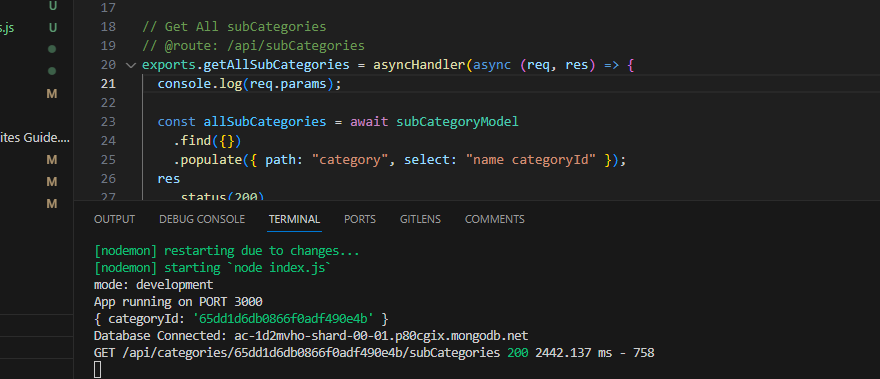 U
s.js U
M
ites Guide....
M
M
M
17
18 // Get All subCategories
19 // @route: /api/subCategories
20 exports.getAllSubCategories = asyncHandler(async (req, res) => {
21 console.log(req.params);
22
23 const allSubCategories = await subCategoryModel
24 .find({})
25 .populate({ path: "category", select: "name categoryId" });
26 res
27 .status(200)
OUTPUT DEBUG CONSOLE TERMINAL PORTS GITLENS COMMENTS
[nodemon] restarting due to changes...
[nodemon] starting `node index.js`
mode: development
App running on PORT 3000
{ categoryId: '65dd1d6db0866f0adf490e4b' }
Database Connected: ac-1d2mvho-shard-00-01.p80cgix.mongodb.net
GET /api/categories/65dd1d6db0866f0adf490e4b/subCategories 200 2442.137 ms - 758